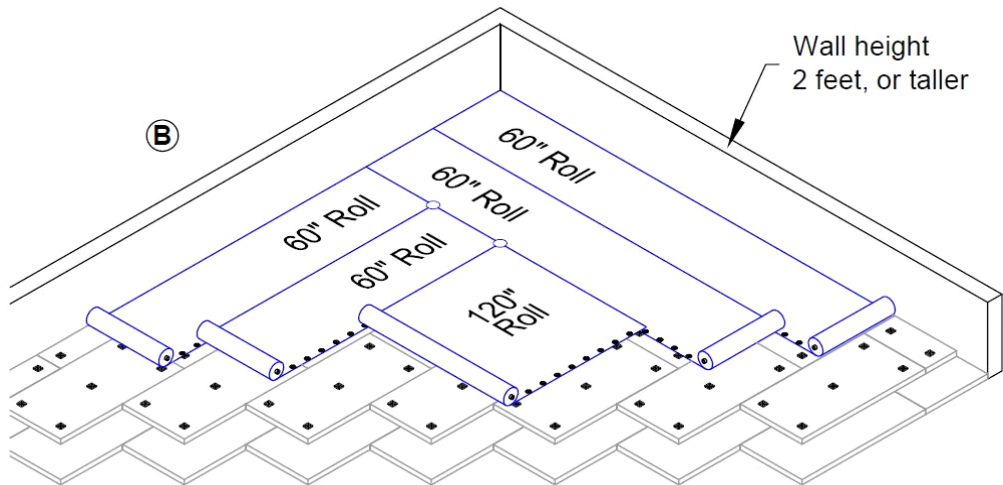 Wall height
2 feet, or taller
B
60" Roll
60" Roll
60" Roll
60" Roll
120"
Roll